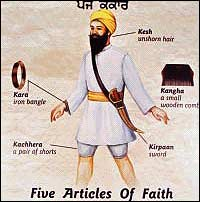 ਪੰਜ ਕਕਾਰ
Kesh
unshorn hair
Kara
iron bangle
Kangha
a small
wooden comb
Kachhera
a pair of shorts
Kirpaan
sword
Five Articles Of Faith